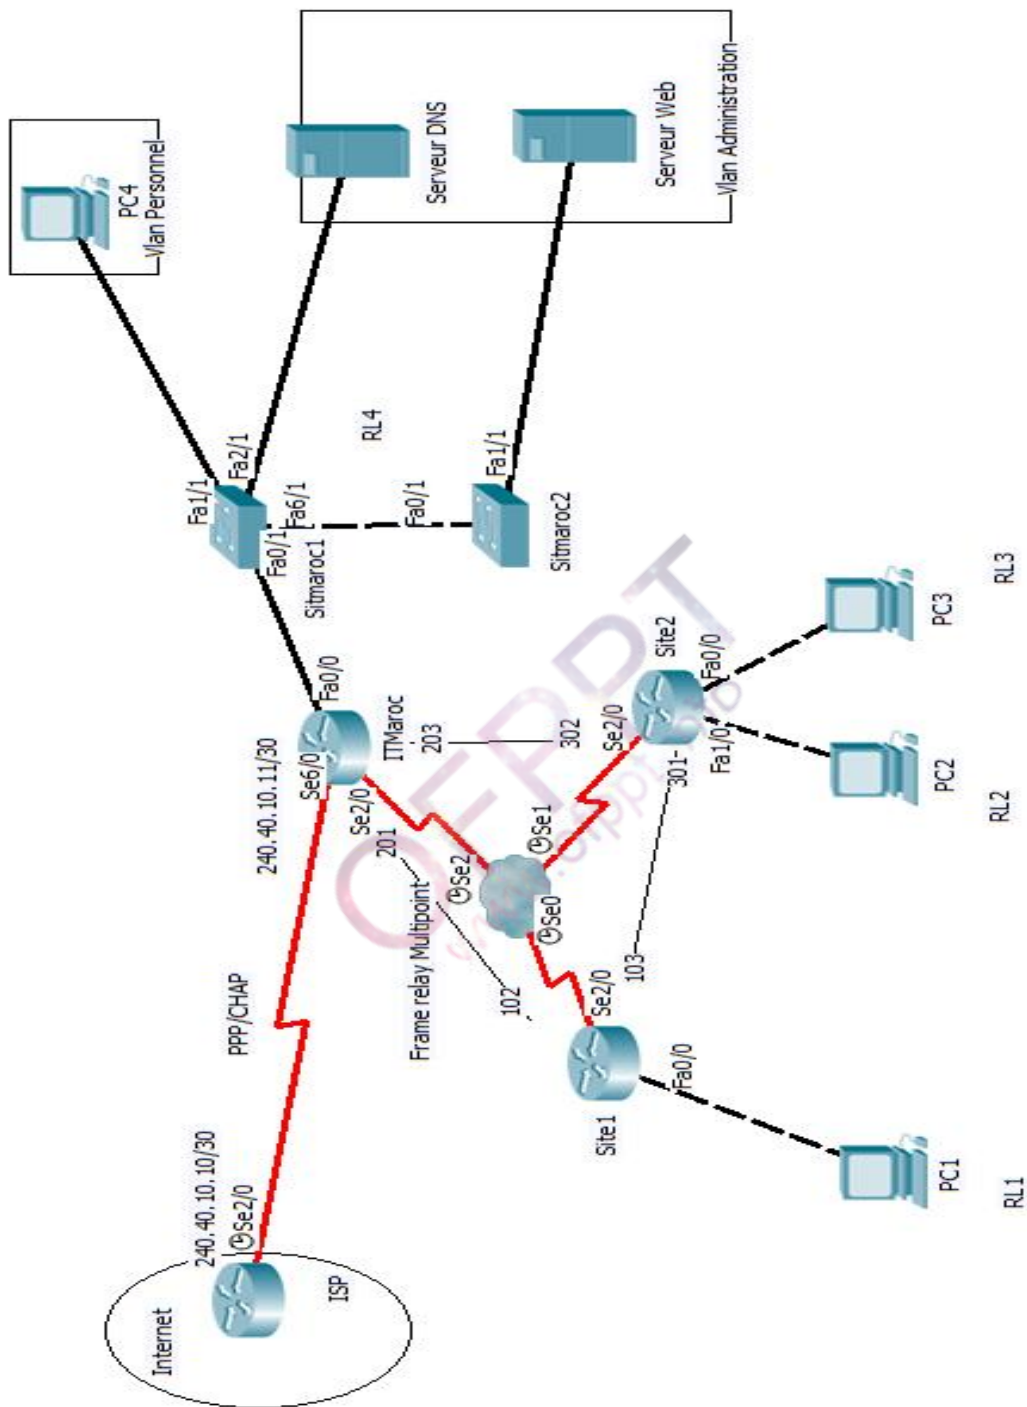 Internet
ISP
240.40.10.10/30
Se2/0
PPP/CHAP
240.40.10.11/30
Se6/0
Fa0/0
ITMaroc
Se2/0
201
203
Frame relay Multipoint
102
Se2
Se1
Se0
302
Se2/0
Site2
301-
Fa1/0
Fa0/0
103
Se2/0
Site1
Fa0/0
PC1
RL1
PC2
RL2
PC3
RL3
Fa0/1
Sitmaroc1
Fa1/1
Fa2/1
Fa6/1
RL4
Fa0/1
Sitmaroc2
Fa1/1
PC4
Vlan Personnel
Serveur DNS
Serveur Web
Vlan Administration
OFPPT